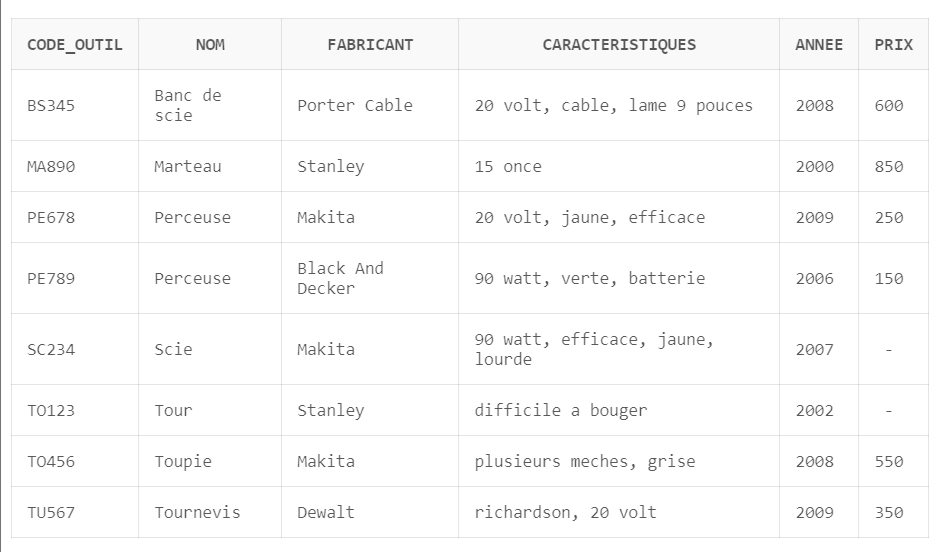 CODE_OUTIL NOM FABRICANT CARACTERISTIQUES ANNEE PRIX
BS345 Banc de scie Porter Cable 20 volt, cable, lame 9 pouces 2008 600
MA890 Marteau Stanley 15 once 2000 850
PE678 Perceuse Makita 20 volt, jaune, efficace 2009 250
PE789 Perceuse Black And Decker 90 watt, verte, batterie 2006 150
SC234 Scie Makita 90 watt, efficace, jaune, lourde 2007 -
TO123 Tour Stanley difficile a bouger 2002 -
TO456 Toupie Makita plusieurs meches, grise 2008 550
TU567 Tournevis Dewalt richardson, 20 volt 2009 350